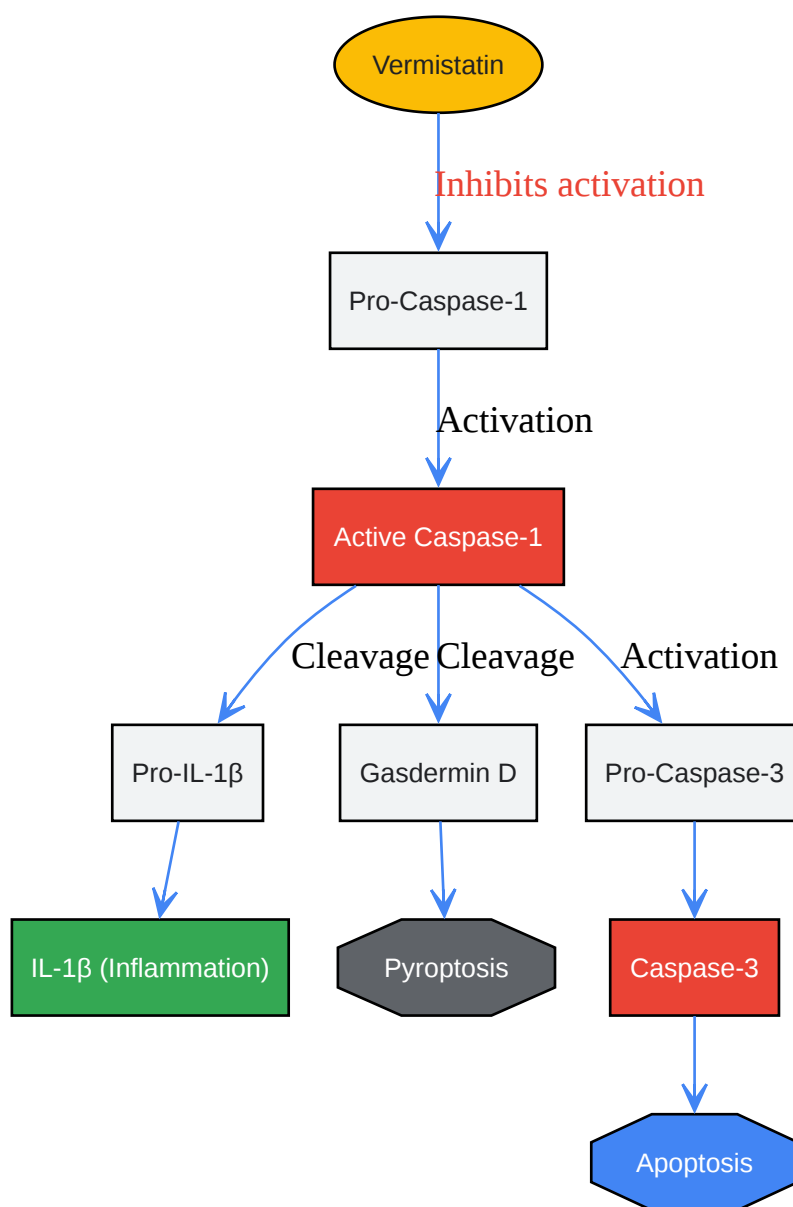 Vermistatin
Inhibits activation
Pro-Caspase-1
Activation
Active Caspase-1
Cleavage
Cleavage
Activation
Pro-IL-1β
Gasdermin D
Pro-Caspase-3
IL-1β (Inflammation)
Pyroptosis
Caspase-3
Apoptosis